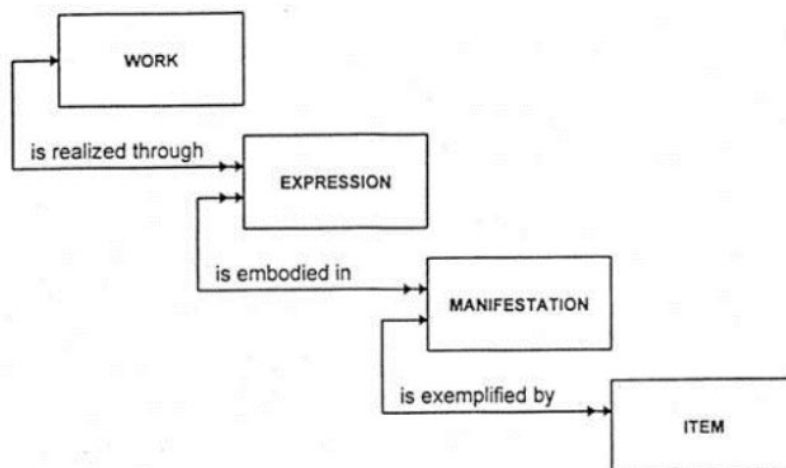 WORK
is realized through
EXPRESSION
is embodied in
MANIFESTATION
is exemplified by
ITEM